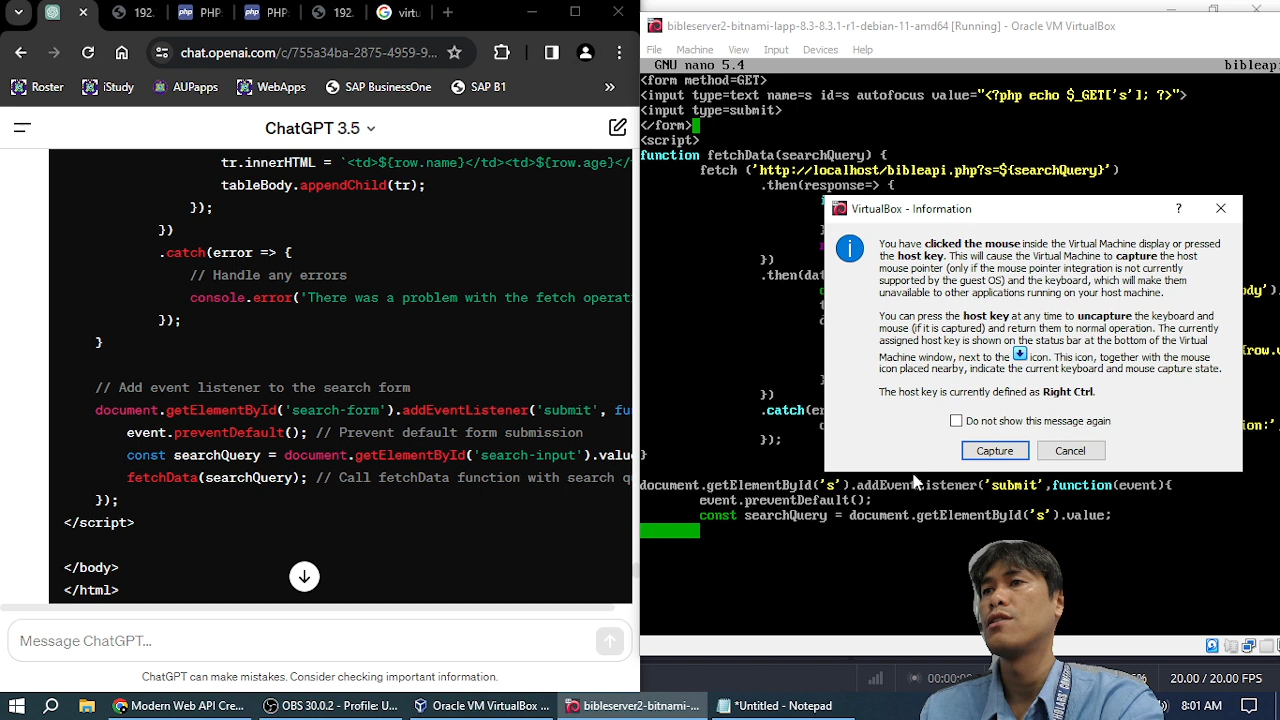 192.
PHP:
PHP:
192.
virtu
chat.openai.com/c/755a34ba-2875-4959-9...
Roster
iStudy
AUPapps
WebApps
SAP BusinessOne
SAP B1
»
ChatGPT 3.5
tr.innerHTML = `<td>${row.name}</td><td>${row.age}</
tableBody.appendChild(tr);
});
})
.catch(error => {
// Handle any errors
console.error('There was a problem with the fetch operat
});
}
// Add event listener to the search form
document.getElementById('search-form').addEventListener('submit', fu
event.preventDefault(); // Prevent default form submission
const searchQuery = document.getElementById('search-input').value
fetchData(searchQuery); // Call fetchData function with search q
});
</script>
</body>
</html>
Message ChatGPT...
ChatGPT can make mistakes. Consider checking important information.
bibleserver2-bitnami-lapp-8.3-8.3.1-r1-debian-11-amd64 [Running] - Oracle VM VirtualBox
File Machine View Input Devices Help
GNU nano 5.4 bibleap
<form method=GET>
<input type=text name=s id=s autofocus value="<?php echo $_GET['s']; ?>">
<input type=submit>
</form>
<script>
function fetchData(searchQuery) {
fetch ('http://localhost/bibleapi.php?s=${searchQuery}')
.then(response=> {
})
.then(da
ody').
{row.v
})
.catch(er
ion:',
});
}
document.getElementById('s').addEventListener('submit',function(event){
event.preventDefault();
const searchQuery = document.getElementById('s').value;
VirtualBox - Information
?
You have clicked the mouse inside the Virtual Machine display or pressed
the host key. This will cause the Virtual Machine to capture the host
mouse pointer (only if the mouse pointer integration is not currently
supported by the guest OS) and the keyboard, which will make them
unavailable to other applications running on your host machine.
You can press the host key at any time to uncapture the keyboard and
mouse (if it is captured) and return them to normal operation. The currently
assigned host key is shown on the status bar at the bottom of the Virtual
Machine window, next to the icon. This icon, together with the mouse
icon placed nearby, indicate the current keyboard and mouse capture state.
The host key is currently defined as Right Ctrl.
Do not show this message again
Capture
Cancel
20.00 / 20.00 FPS
Modern Web API Cre...
OBS 30.0.2 - Profile: U...
Oracle VM VirtualBox ...
bibleserver2-bitnami-...
*Untitled - Notepad
8:01 AM